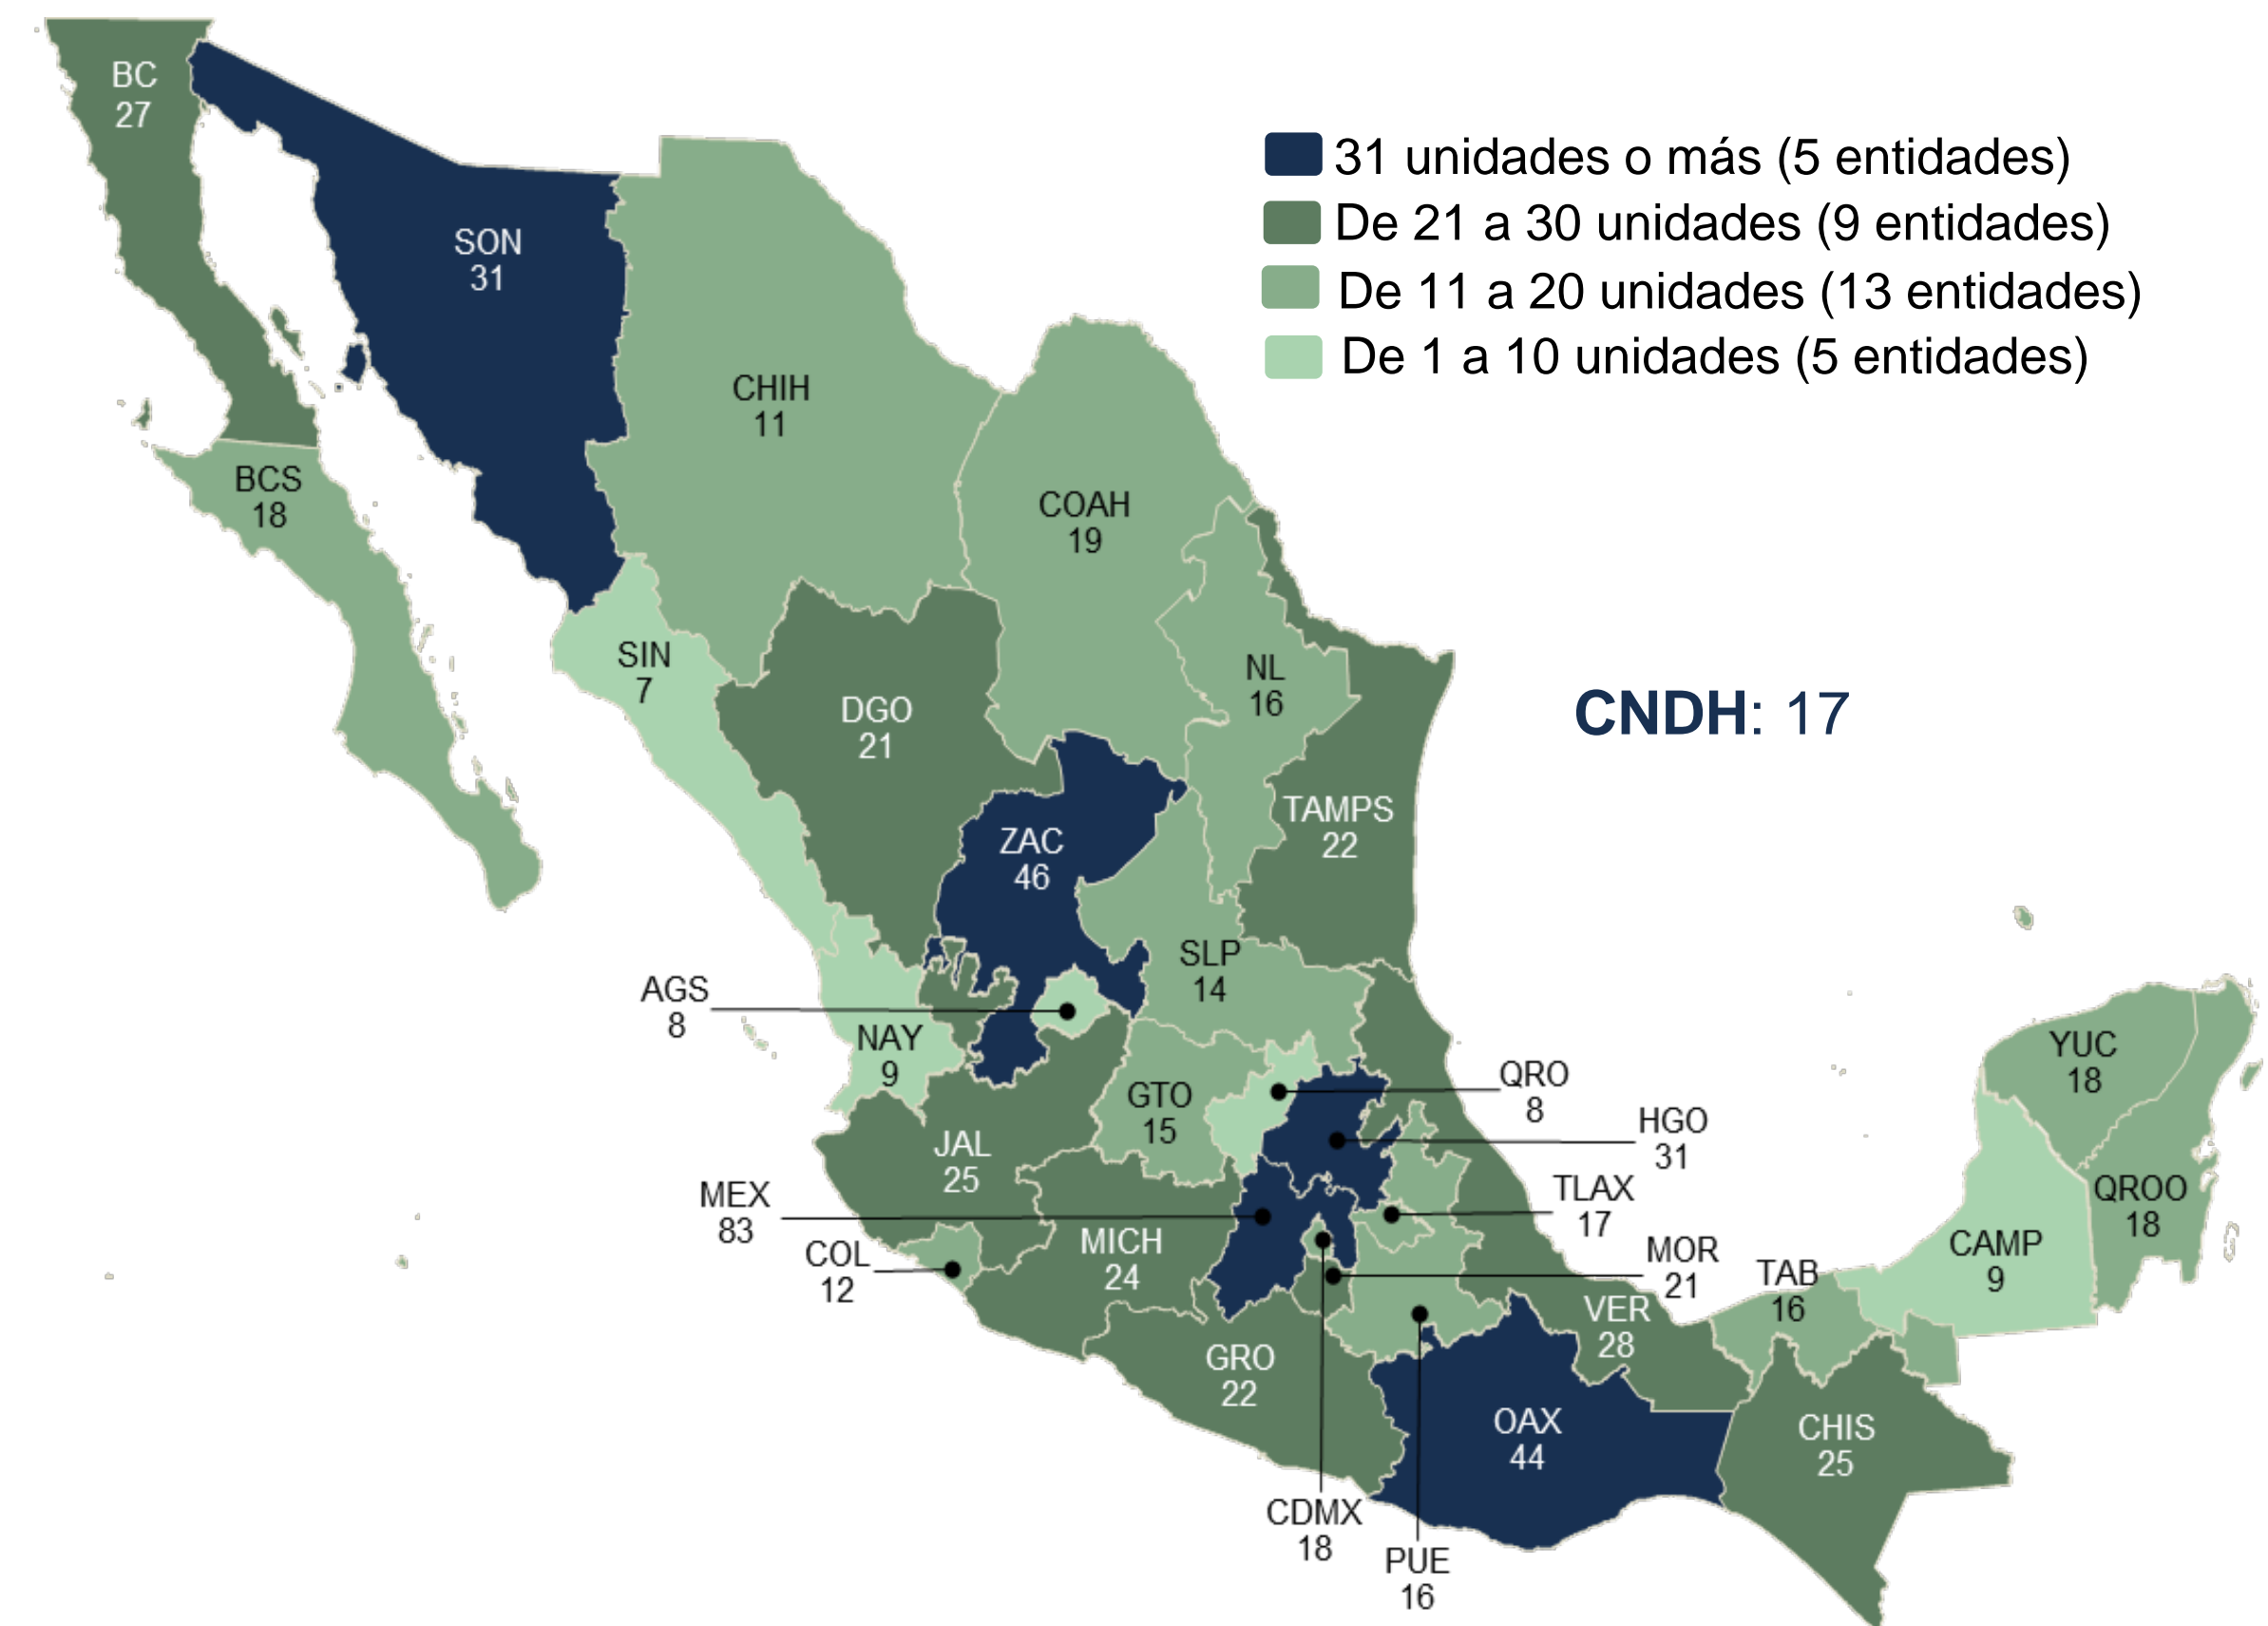 BC
27
31 unidades o más (5 entidades)
De 21 a 30 unidades (9 entidades)
De 11 a 20 unidades (13 entidades)
De 1 a 10 unidades (5 entidades)
SON
31
CHIH
11
BCS
18
COAH
19
SIN
7
NL
16
CNDH: 17
DGO
21
TAMPS
22
ZAC
46
SLP
14
AGS
8
NAY
9
YUC
18
QRO
8
GTO
15
HGO
31
JAL
25
MEX
83
TLAX
17
QROO
18
MICH
24
COL
12
MOR
21
CAMP
9
TAB
16
VER
28
GRO
22
OAX
44
CHIS
25
CDMX
18
PUE
16